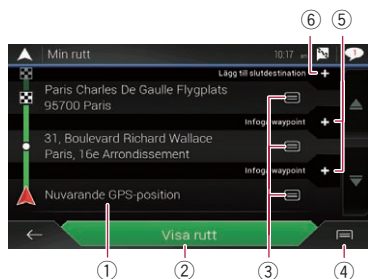 ⑥ ⑤
Min rutt 10:17 am
Lägg till slutdestination +
Paris Charles De Gaulle Flygplats
95700 Paris
Infoga waypoint +
31, Boulevard Richard Wallace
Paris, 16e Arrondissement
Infoga waypoint +
Nuvarande GPS-position
Visa rutt
① ② ③ ④